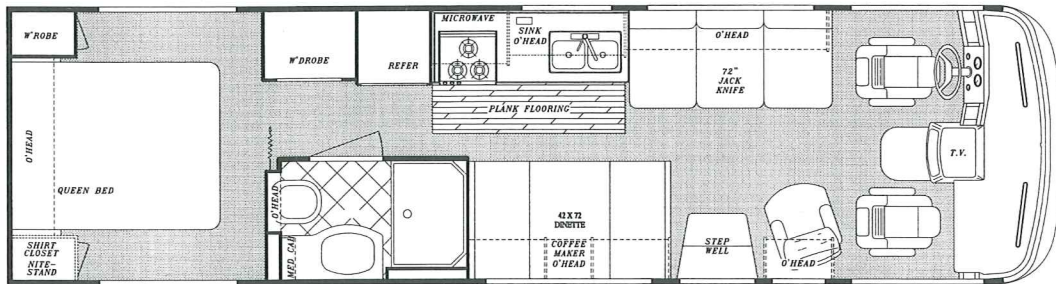 W'ROBE
O'HEAD
QUEEN BED
SHIRT
CLOSET
NITE-
STAND
W'DROBE
REFER
MICROWAVE
SINK
O'HEAD
PLANK FLOORING
O'HEAD
72"
JACK
KNIFE
T.V.
O'HEAD
MED CAB
42 X 72
DINETTE
COFFEE
MAKER
O'HEAD
STEP
WELL
O'HEAD